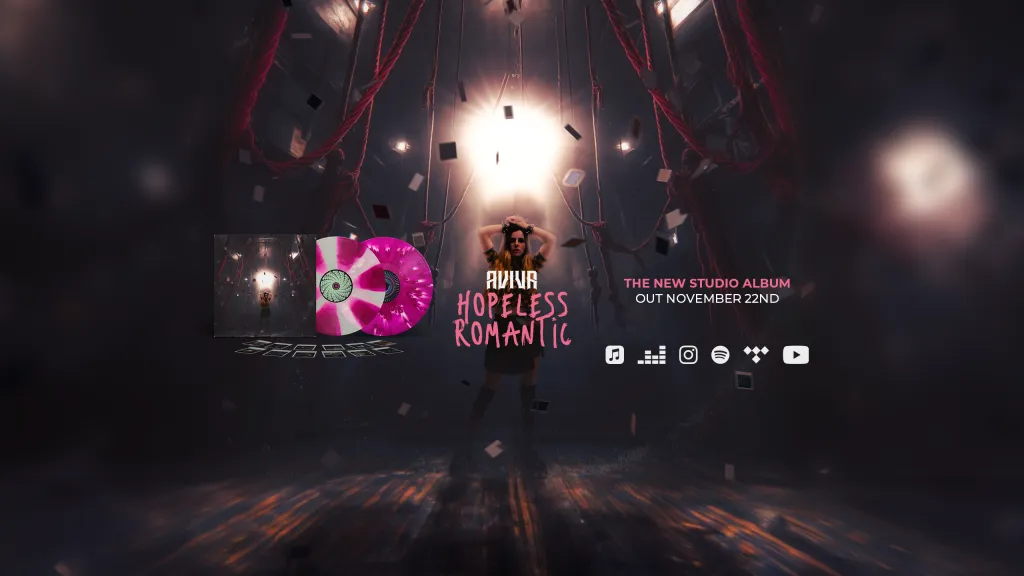 AVIVA
HOPELESS
ROMANTIC
THE NEW STUDIO ALBUM
OUT NOVEMBER 22ND